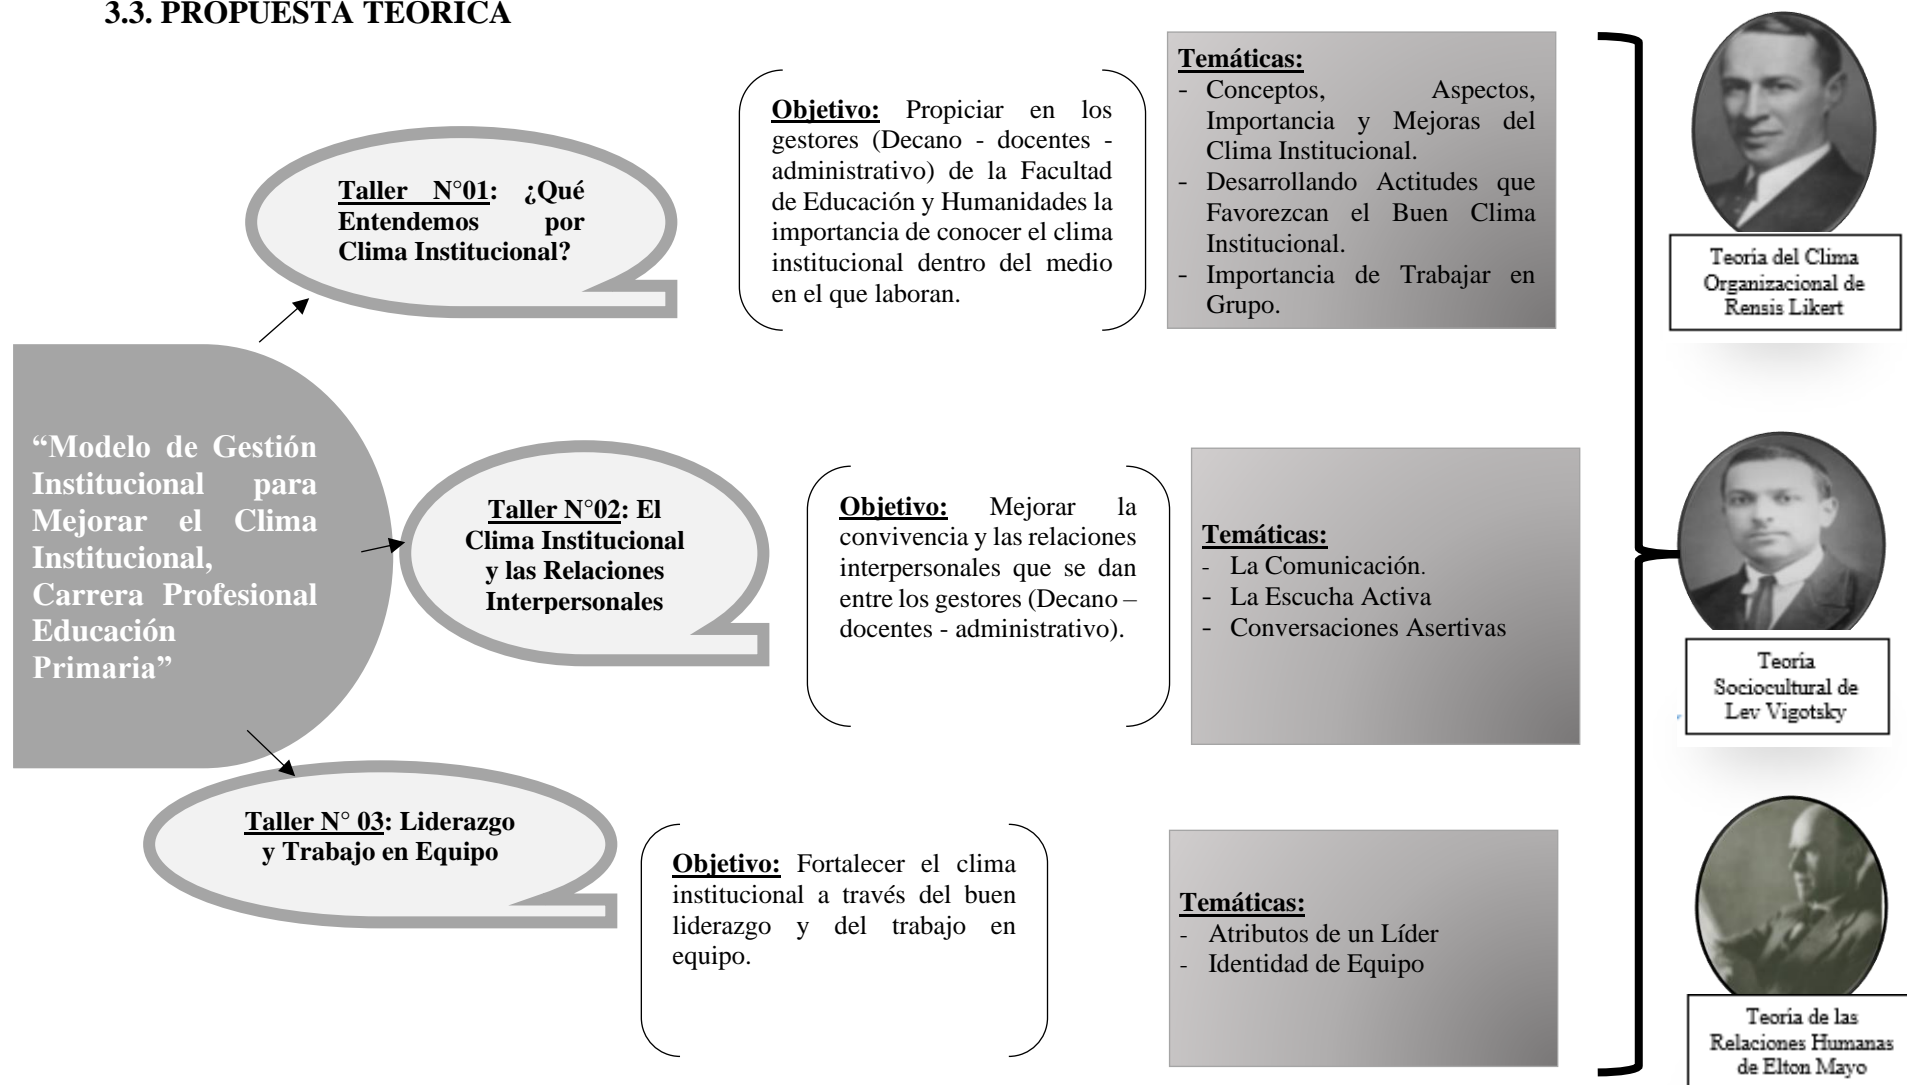 3.3. PROPUESTA TEORICA
“Modelo de Gestión
Institucional para
Mejorar el Clima
Institucional,
Carrera Profesional
Educación
Primaria”
Taller N°01: ¿Qué
Entendemos por
Clima Institucional?
Objetivo: Propiciar en los
gestores (Decano - docentes -
administrativo) de la Facultad
de Educación y Humanidades la
importancia de conocer el clima
institucional dentro del medio
en el que laboran.
Temáticas:
- Conceptos, Aspectos,
Importancia y Mejoras del
Clima Institucional.
- Desarrollando Actitudes que
Favorezcan el Buen Clima
Institucional.
- Importancia de Trabajar en
Grupo.
Taller N°02: El
Clima Institucional
y las Relaciones
Interpersonales
Objetivo: Mejorar la
convivencia y las relaciones
interpersonales que se dan
entre los gestores (Decano –
docentes - administrativo).
Temáticas:
- La Comunicación.
- La Escucha Activa
- Conversaciones Asertivas
Taller N° 03: Liderazgo
y Trabajo en Equipo
Objetivo: Fortalecer el clima
institucional a través del buen
liderazgo y del trabajo en
equipo.
Temáticas:
- Atributos de un Líder
- Identidad de Equipo
Teoría del Clima
Organizacional de
Rensis Likert
Teoría
Sociocultural de
Lev Vigotsky
Teoría de las
Relaciones Humanas
de Elton Mayo